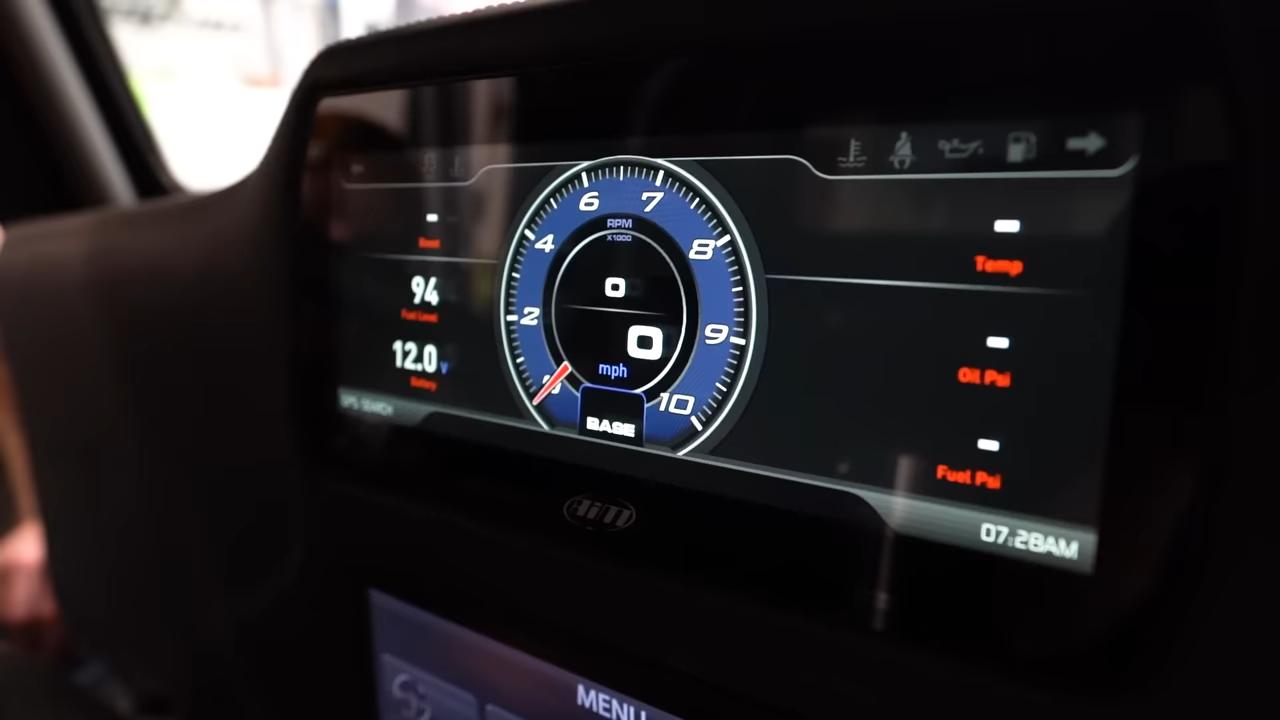 6 7
RPM
X1000
4 8
Boost
Temp
94
Fuel Level
0
2 9
0
mph
12.0 V
Battery
Oil Psi
0
10
BASE
GPS SEARCH
Fuel Psi
AiM
07:28AM
MENU